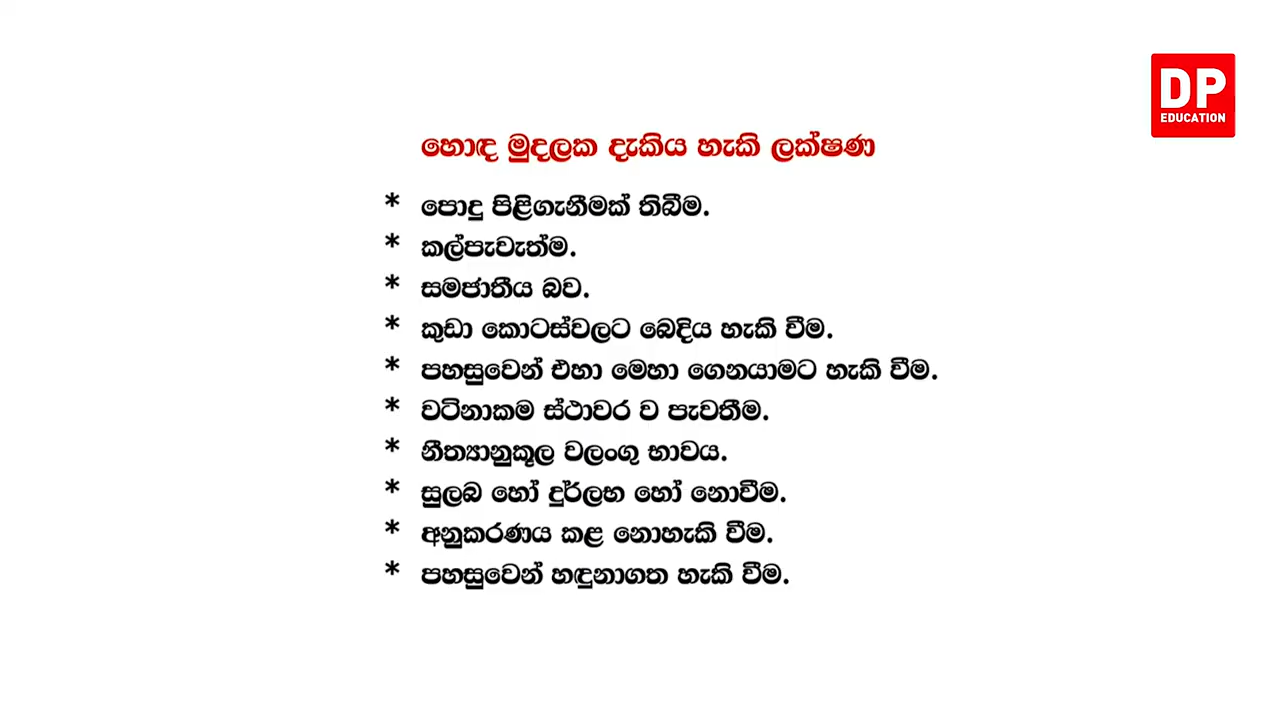 DP
EDUCATION
හොඳ මුදලක දැකිය හැකි ලක්ෂණ
* පොදු පිළිගැනීමක් තිබීම.
* කල්පැවැත්ම.
* සමජාතීය බව.
* කුඩා කොටස්වලට බෙදිය හැකි වීම.
* පහසුවෙන් එහා මෙහා ගෙනයාමට හැකි වීම.
* වටිනාකම ස්ථාවර ව පැවතීම.
* නීත්‍යානුකූල වලංගු භාවය.
* සුලබ හෝ දුර්ලභ හෝ නොවීම.
* අනුකරණය කළ නොහැකි වීම.
* පහසුවෙන් හඳුනාගත හැකි වීම.